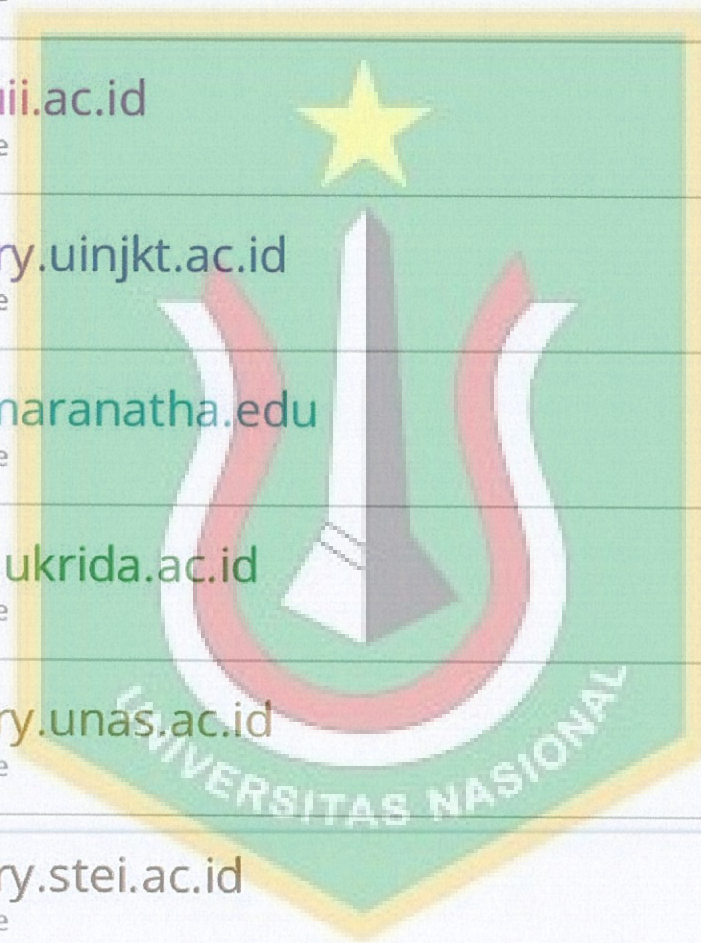 uii.ac.id
e
ry.uinjkt.ac.id
e
maranatha.edu
e
ukrida.ac.id
e
ry.unas.ac.id
e
UNIVERSITAS NASIONAL
ry.stei.ac.id
e